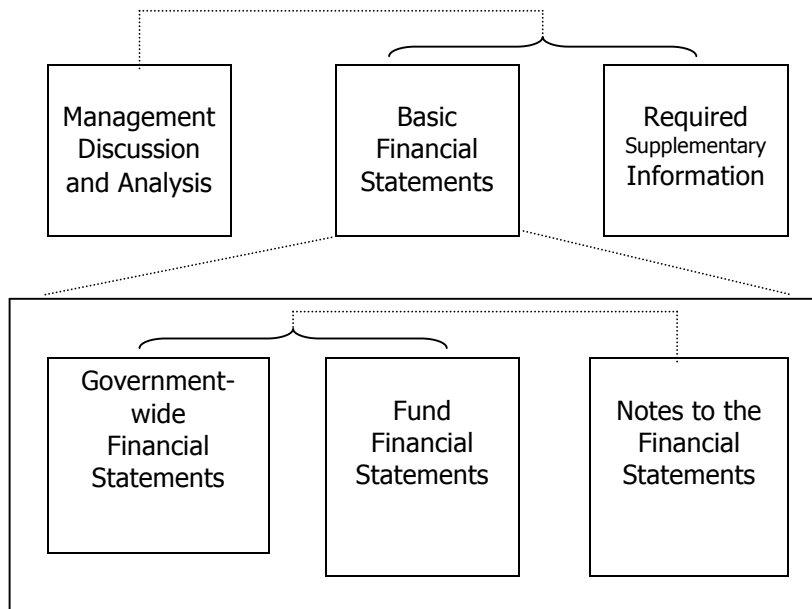 Management
Discussion
and Analysis
Basic
Financial
Statements
Required
Supplementary
Information
Government-
wide
Financial
Statements
Fund
Financial
Statements
Notes to the
Financial
Statements